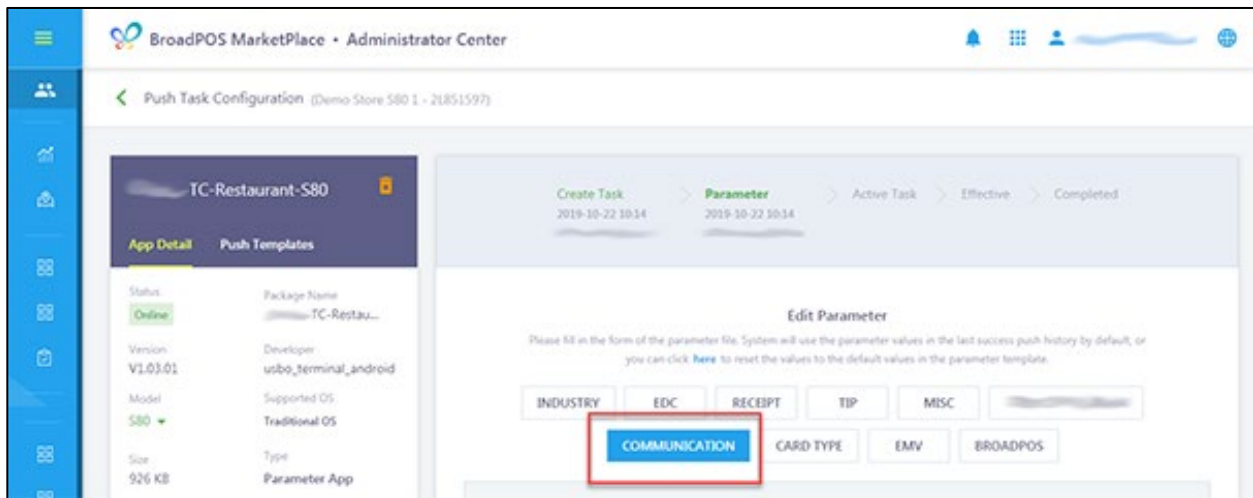 BroadPOS MarketPlace • Administrator Center
Push Task Configuration (Demo Store S80 1 - 2L851597)
TC-Restaurant-S80
App Detail Push Templates
Status
Online
Package Name
TC-Restau...
Version
V1.03.01
Developer
usbo_terminal_android
Model
S80
Supported OS
Traditional OS
Size
926 KB
Type
Parameter App
Create Task
2019-10-22 10:14
Parameter
2019-10-22 10:14
Active Task
Effective
Completed
Edit Parameter
Please fill in the form of the parameter file. System will use the parameter values in the last success push history by default, or
you can click here to reset the values to the default values in the parameter template.
INDUSTRY EDC RECEIPT TIP MISC
COMMUNICATION CARD TYPE EMV BROADPOS